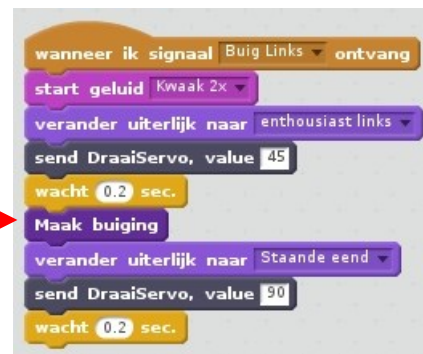 wanneer ik signaal Buig Links ontvang
start geluid Kwaak 2x
verander uiterlijk naar enthousiast links
send DraaiServo, value 45
wacht 0.2 sec.
Maak buiging
verander uiterlijk naar Staande eend
send DraaiServo, value 90
wacht 0.2 sec.